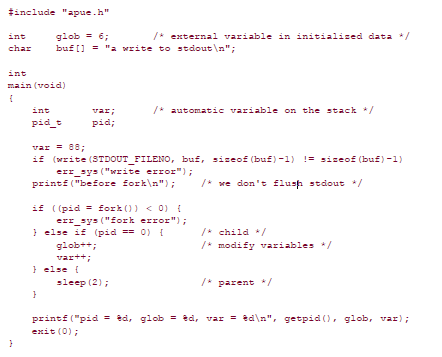 #include "apue.h"
int glob = 6; /* external variable in initialized data */
char buf[] = "a write to stdout\n";
int
main(void)
{
int var; /* automatic variable on the stack */
pid_t pid;
var = 88;
if (write(STDOUT_FILENO, buf, sizeof(buf)-1) != sizeof(buf)-1)
err_sys("write error");
printf("before fork\n"); /* we don't flush stdout */
if ((pid = fork()) < 0) {
err_sys("fork error");
} else if (pid == 0) { /* child */
glob++; /* modify variables */
var++;
} else {
sleep(2); /* parent */
}
printf("pid = %d, glob = %d, var = %d\n", getpid(), glob, var);
exit(0);
}